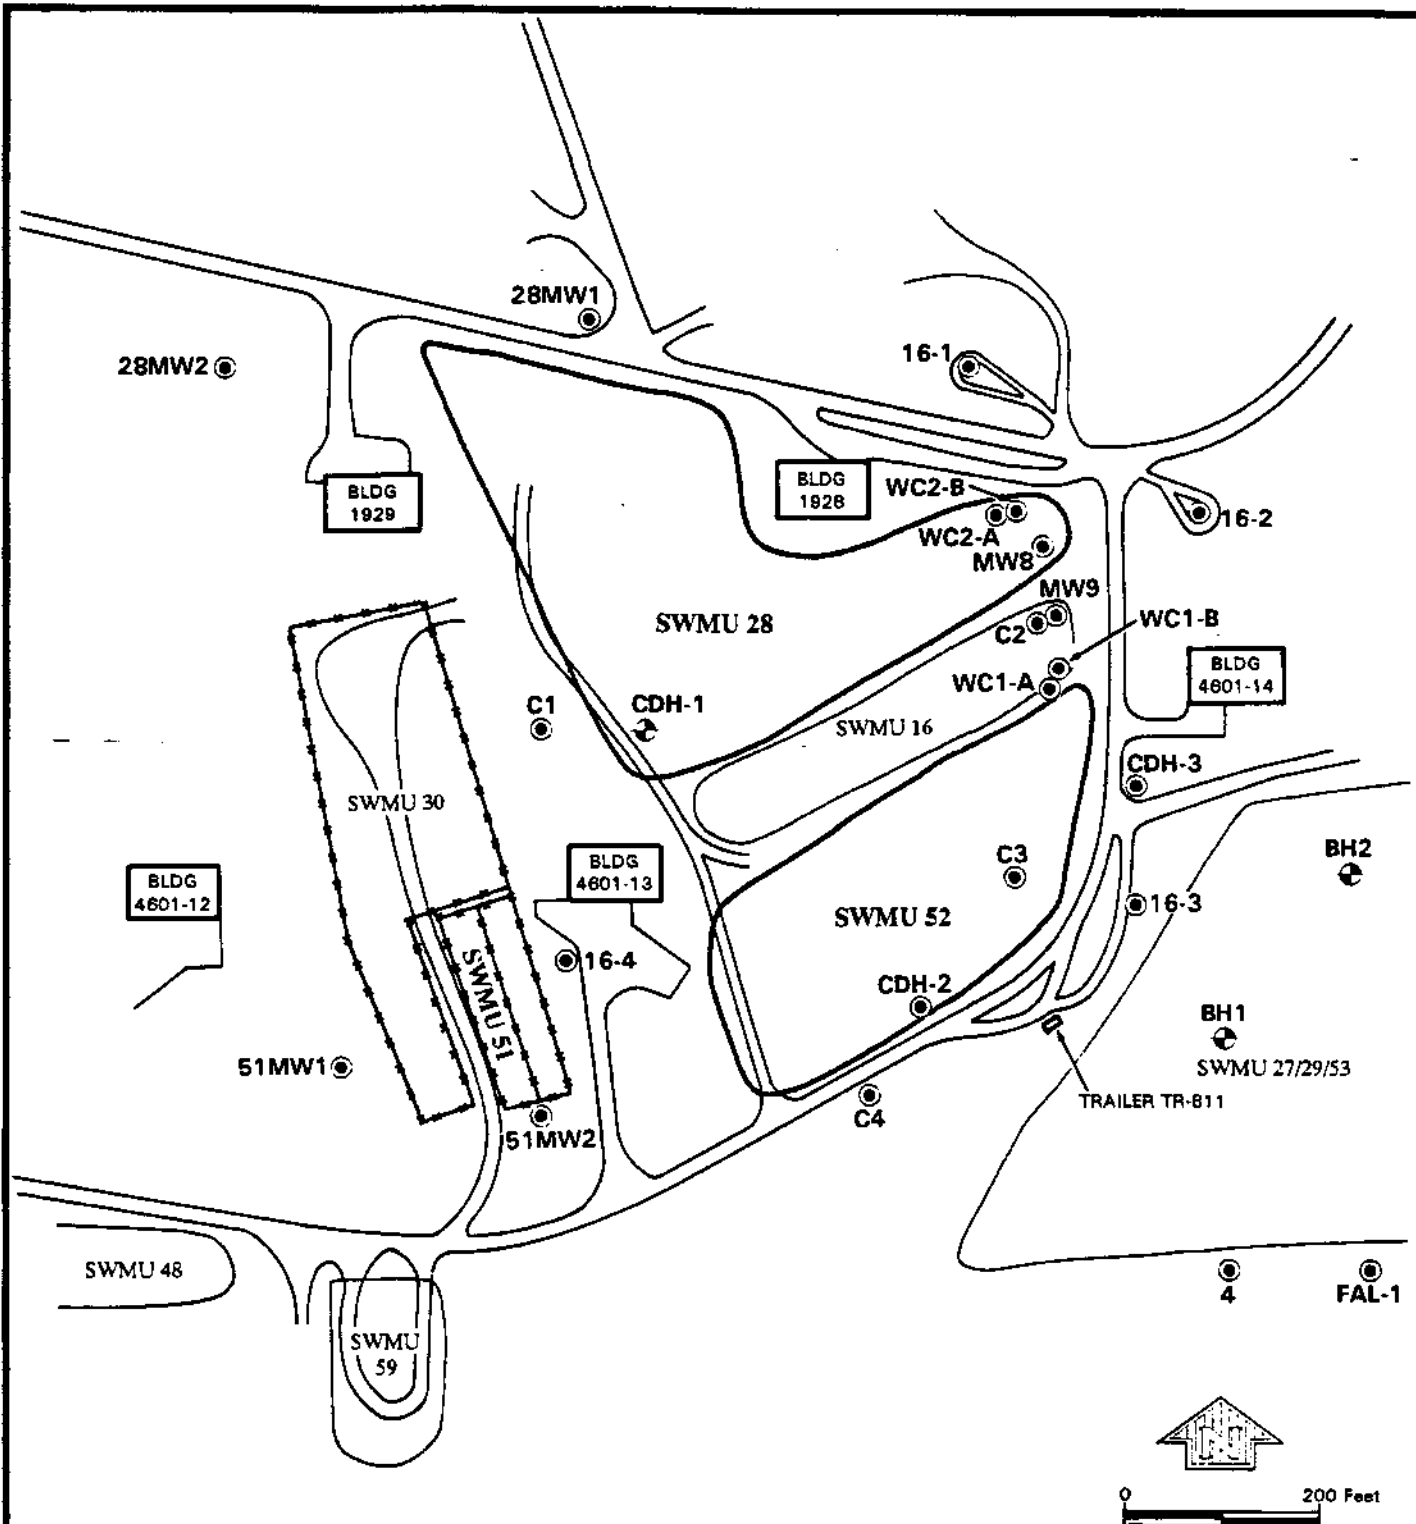 28MW1
28MW2
16-1
BLDG
1929
BLDG
1928
WC2-B
WC2-A
MW8
16-2
MW9
SWMU 28
C2
WC1-B
WC1-A
BLDG
4601-14
C1
CDH-1
SWMU 16
CDH-3
SWMU 30
BLDG
4601-12
BLDG
4601-13
C3
BH2
SWMU 52
16-3
16-4
SWMU 51
CDH-2
BH1
51MW1
SWMU 27/29/53
TRAILER TR-811
C4
51MW2
SWMU 48
4
FAL-1
SWMU
59
N
0
200 Feet